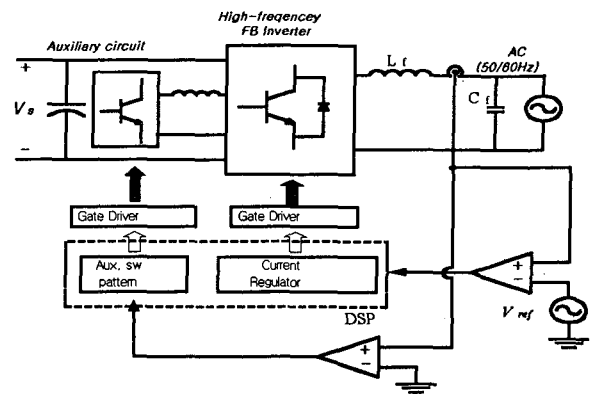 High-freqencey
FB Inverter
Auxiliary circuit
L f
AC
(50/60Hz)
+
V s
−
C f
Gate Driver
Gate Driver
Aux. sw
pattern
Current
Regulator
DSP
+
−
V ref
+
−